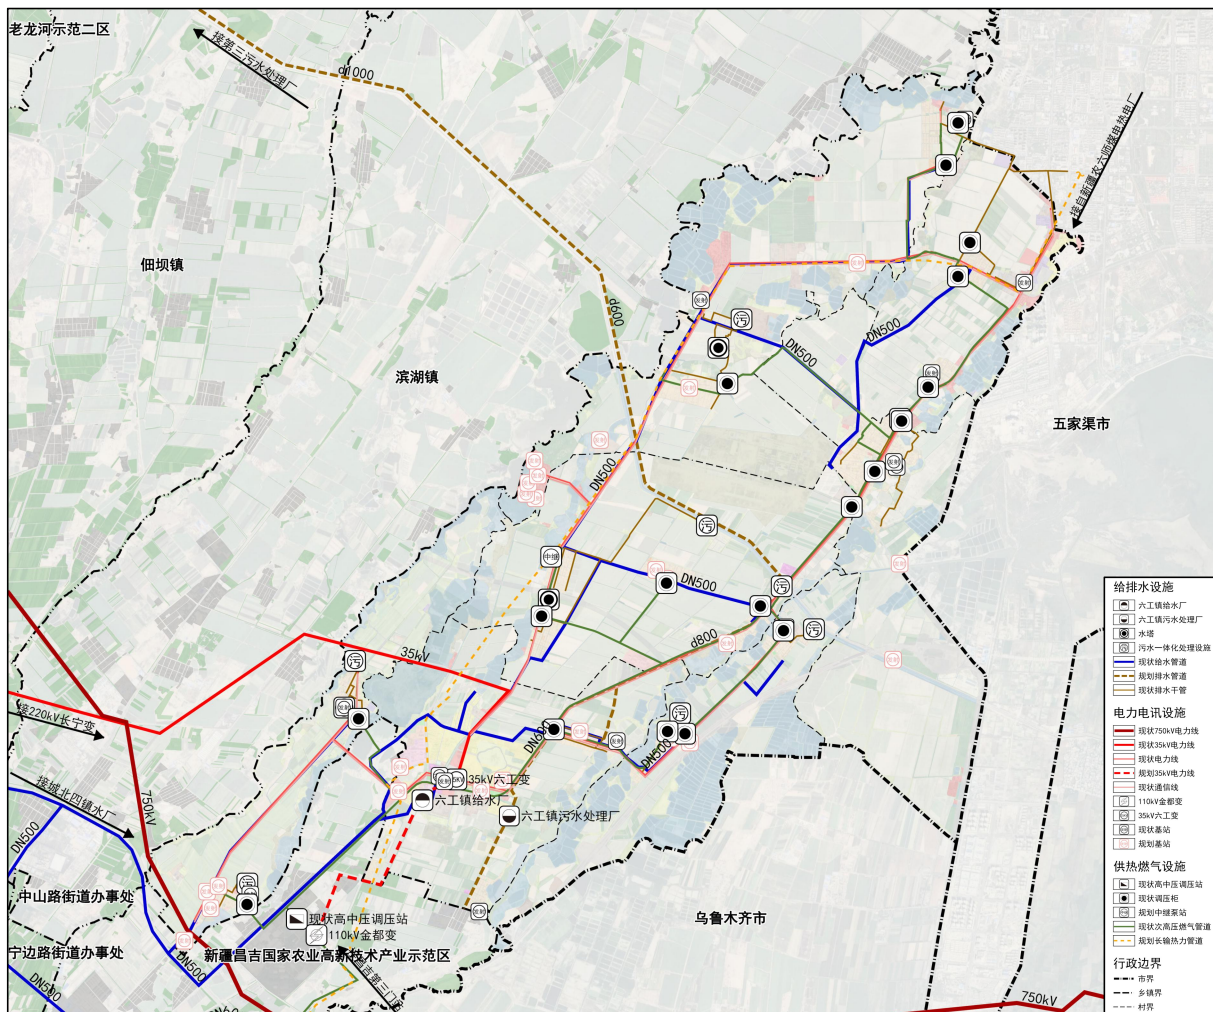 老龙河示范二区
接第三污水处理厂
d1000
接自新疆农六师煤电热电厂
佃坝镇
d600
DN500
DN500
滨湖镇
五家渠市
DN500
污
污
中继
DN500
污
污
d800
35kV
污
接220kV长宁变
污
DN600
DN500
35kV六工变
接城北四镇水厂
750kV
六工镇给水厂
六工镇污水处理厂
DN500
污
中山路街道办事处
现状高中压调压站
110kV金都变
乌鲁木齐市
宁边路街道办事处
DN500
新疆昌吉国家农业高新技术产业示范区
DN500
750kV
给排水设施
六工镇给水厂
六工镇污水处理厂
水塔
污水一体化处理设施
现状给水管道
规划排水管道
现状排水干管
电力电讯设施
现状750kV电力线
现状35kV电力线
现状电力线
规划35kV电力线
现状通信线
110kV金都变
35kV六工变
现状基站
规划基站
供热燃气设施
现状高中压调压站
现状调压柜
规划中继泵站
现状次高压燃气管道
规划长输热力管道
行政边界
市界
乡镇界
村界